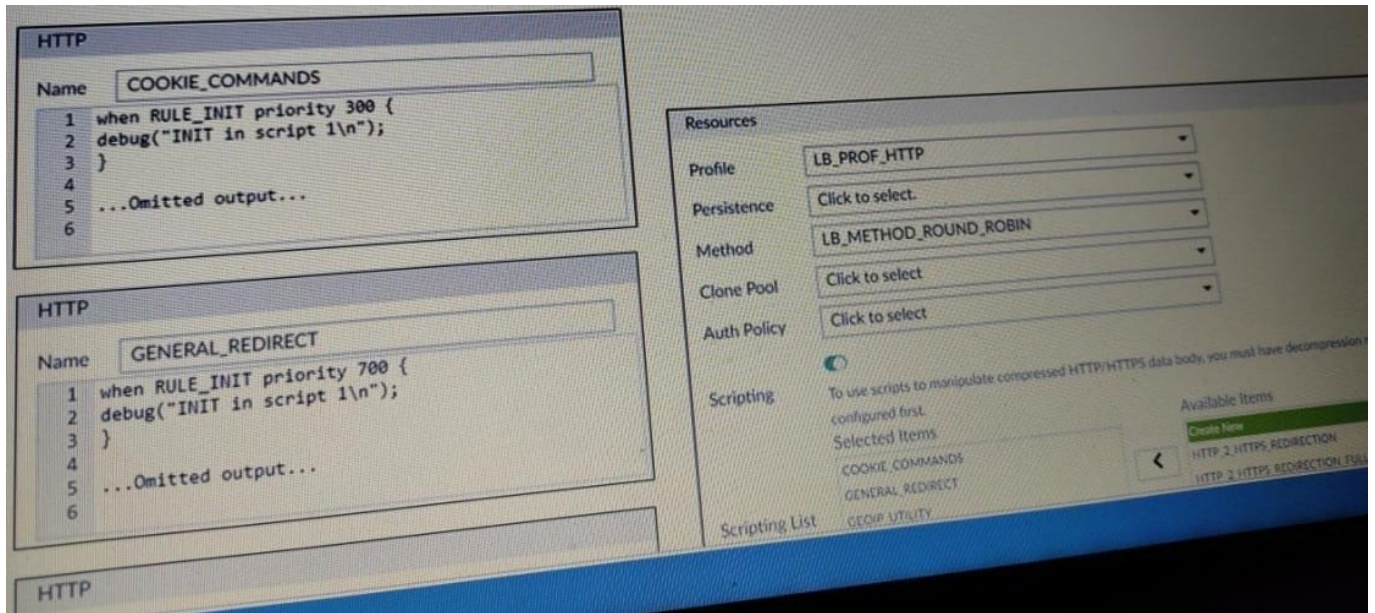 HTTP
Name COOKIE_COMMANDS
1 when RULE_INIT priority 300 {
2 debug("INIT in script 1\n");
3 }
4
5 ...Omitted output...
6
HTTP
Name GENERAL_REDIRECT
1 when RULE_INIT priority 700 {
2 debug("INIT in script 1\n");
3 }
4
5 ...Omitted output...
6
HTTP
Resources
Profile LB_PROF_HTTP
Persistence Click to select.
Method LB_METHOD_ROUND_ROBIN
Clone Pool Click to select
Auth Policy Click to select
Scripting
To use scripts to manipulate compressed HTTP/HTTPS data body, you must have decompression
configured first.
Selected Items
COOKIE_COMMANDS
GENERAL_REDIRECT
GEOIP_UTILITY
Scripting List
Available Items
Create New
HTTP_2_HTTPS_REDIRECTION
HTTP_2_HTTPS_REDIRECTION_FULL